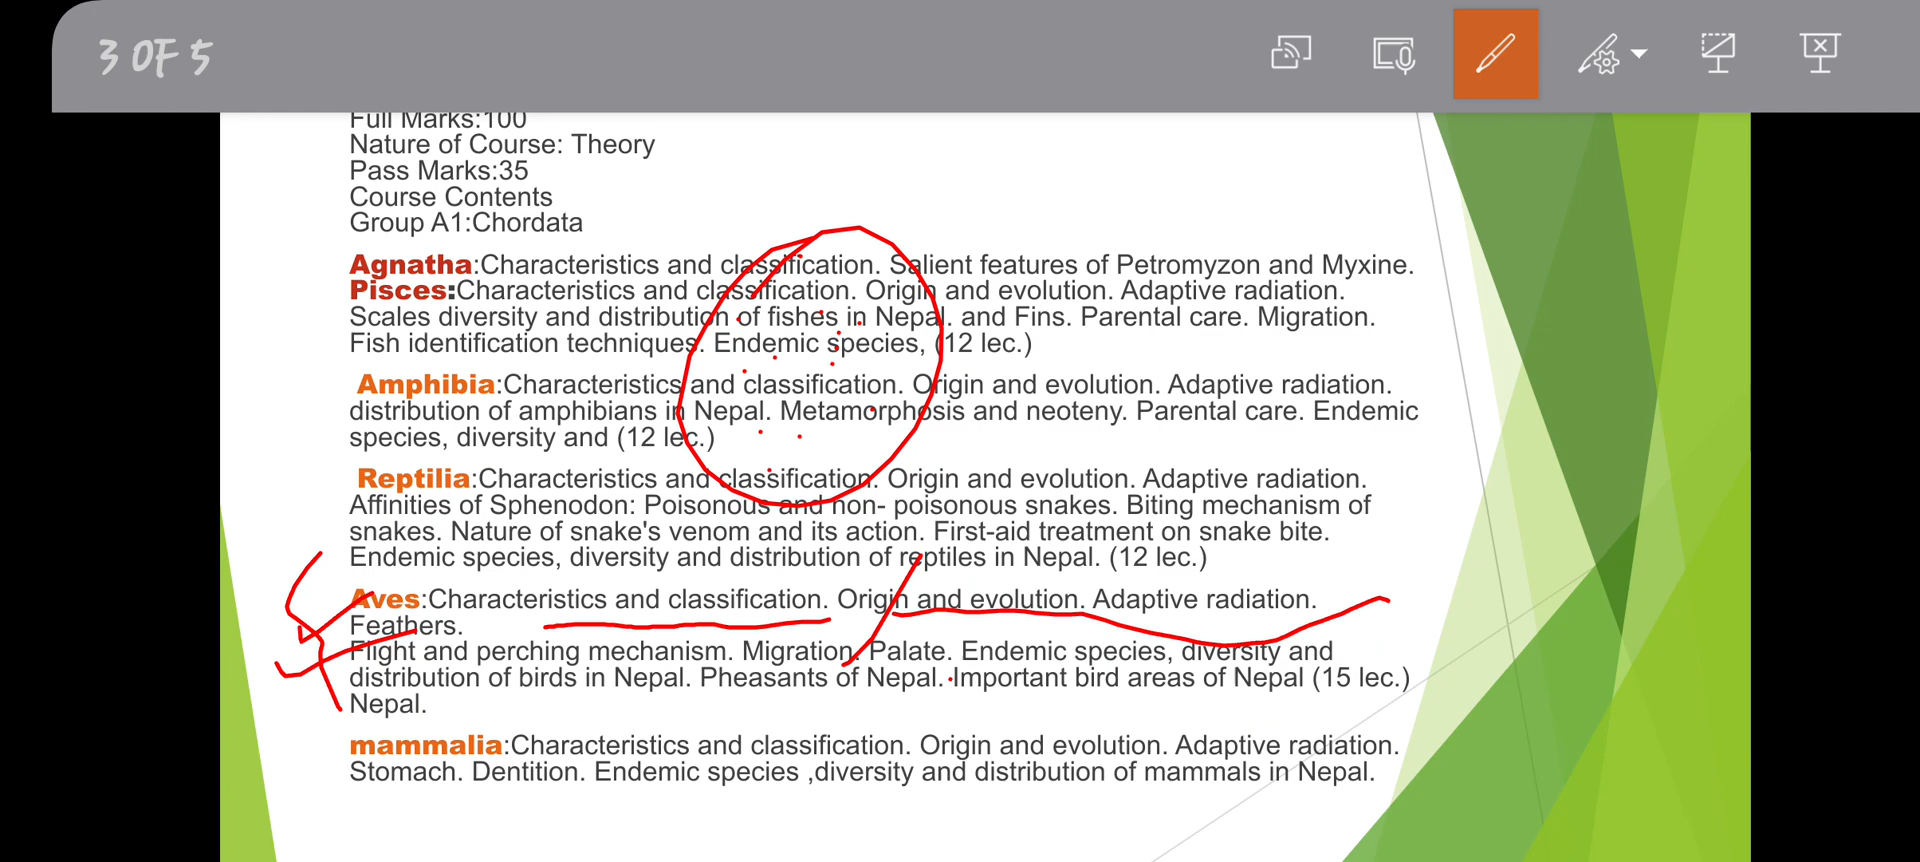 3 OF 5
Full Marks:100
Nature of Course: Theory
Pass Marks:35
Course Contents
Group A1:Chordata
Agnatha:Characteristics and classification. Salient features of Petromyzon and Myxine.
Pisces:Characteristics and classification. Origin and evolution. Adaptive radiation.
Scales diversity and distribution of fishes in Nepal. and Fins. Parental care. Migration.
Fish identification techniques. Endemic species, (12 lec.)
Amphibia:Characteristics and classification. Origin and evolution. Adaptive radiation.
distribution of amphibians in Nepal. Metamorphosis and neoteny. Parental care. Endemic
species, diversity and (12 lec.)
Reptilia:Characteristics and classification. Origin and evolution. Adaptive radiation.
Affinities of Sphenodon: Poisonous and non- poisonous snakes. Biting mechanism of
snakes. Nature of snake's venom and its action. First-aid treatment on snake bite.
Endemic species, diversity and distribution of reptiles in Nepal. (12 lec.)
Aves:Characteristics and classification. Origin and evolution. Adaptive radiation.
Feathers.
Flight and perching mechanism. Migration. Palate. Endemic species, diversity and
distribution of birds in Nepal. Pheasants of Nepal. Important bird areas of Nepal (15 lec.)
Nepal.
mammalia:Characteristics and classification. Origin and evolution. Adaptive radiation.
Stomach. Dentition. Endemic species ,diversity and distribution of mammals in Nepal.